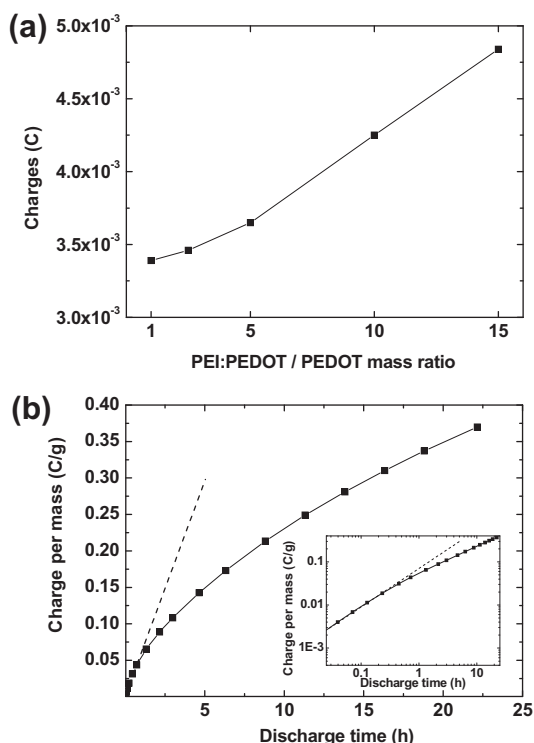 (a)
5.0x10⁻³
4.5x10⁻³
4.0x10⁻³
3.5x10⁻³
3.0x10⁻³
Charges (C)
1 5 10 15
PEI:PEDOT / PEDOT mass ratio
(b)
0.40
0.35
0.30
0.25
0.20
0.15
0.10
0.05
Charge per mass (C/g)
0.1
0.01
1E-3
Charge per mass (C/g)
0.1 1 10
Discharge time (h)
5 10 15 20 25
Discharge time (h)